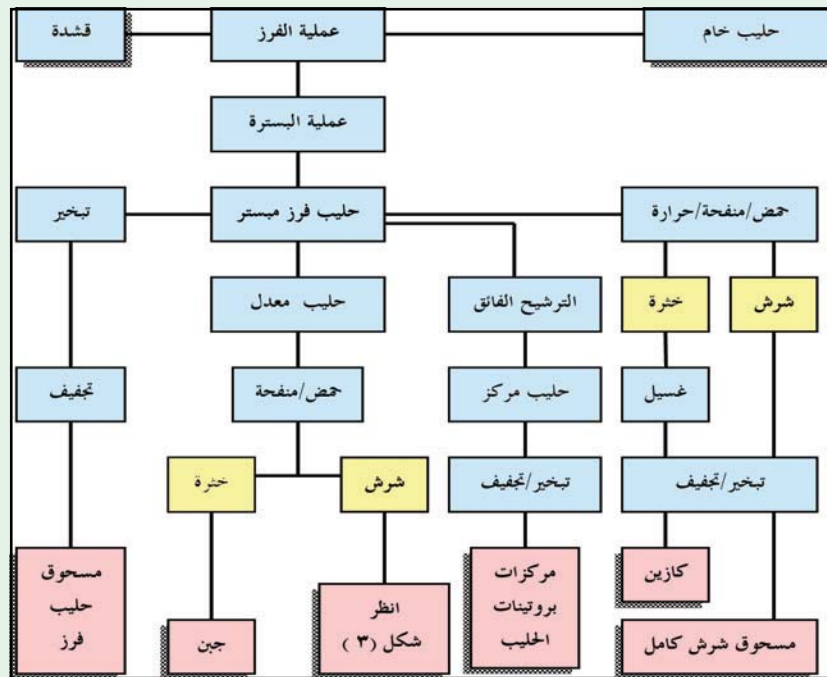 حليب خام
عملية الفرز
قشدة
عملية البسترة
حمض/منفحة/حرارة
حليب فرز مبستر
تبخير
شرش
خثرة
الترشيح الفائق
حليب معدل
غسيل
حليب مركز
حمض/منفحة
تجفيف
تبخير/تجفيف
تبخير/تجفيف
شرش
خثرة
كازين
مركزات
بروتينات
الحليب
انظر
شكل (٣)
مسحوق
حليب
فرز
مسحوق شرش كامل
جبن